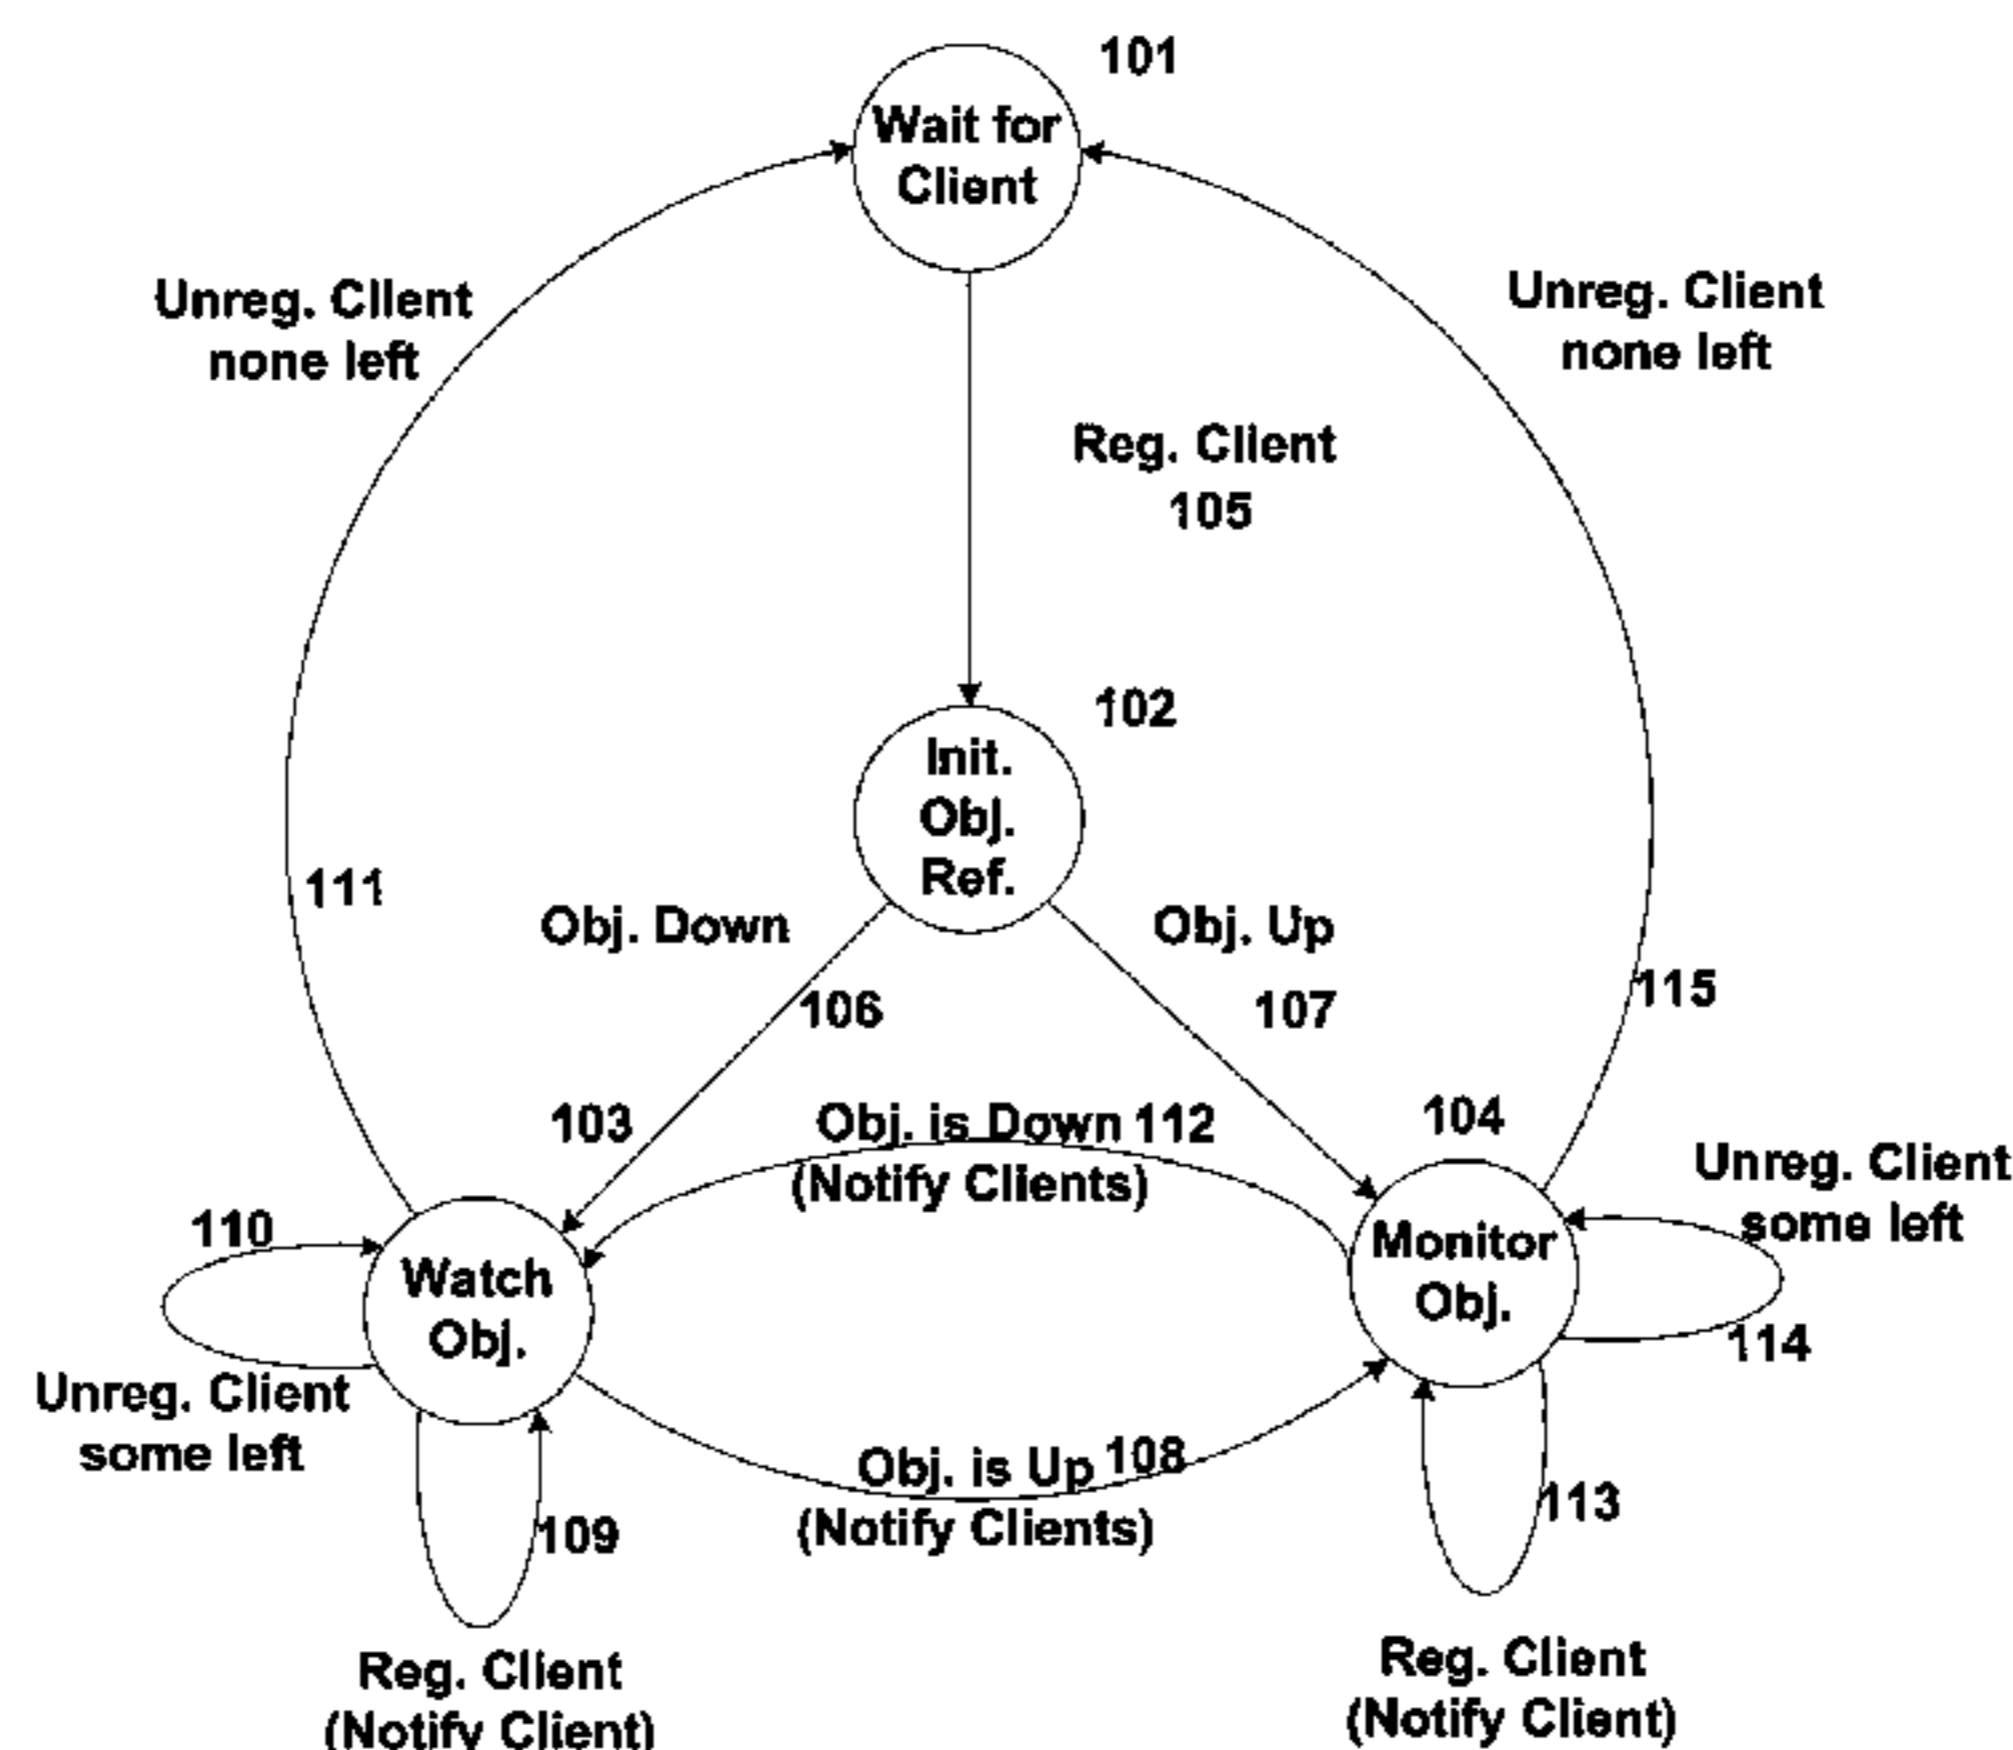 101
Wait for
Client
Unreg. Client
none left
Unreg. Client
none left
Reg. Client
105
102
Init.
Obj.
Ref.
111
Obj. Down
Obj. Up
106
107
115
103
Obj. is Down 112
(Notify Clients)
104
Unreg. Client
some left
110
Watch
Obj.
Monitor
Obj.
114
Unreg. Client
some left
Obj. is Up 108
(Notify Clients)
109
113
Reg. Client
(Notify Client)
Reg. Client
(Notify Client)